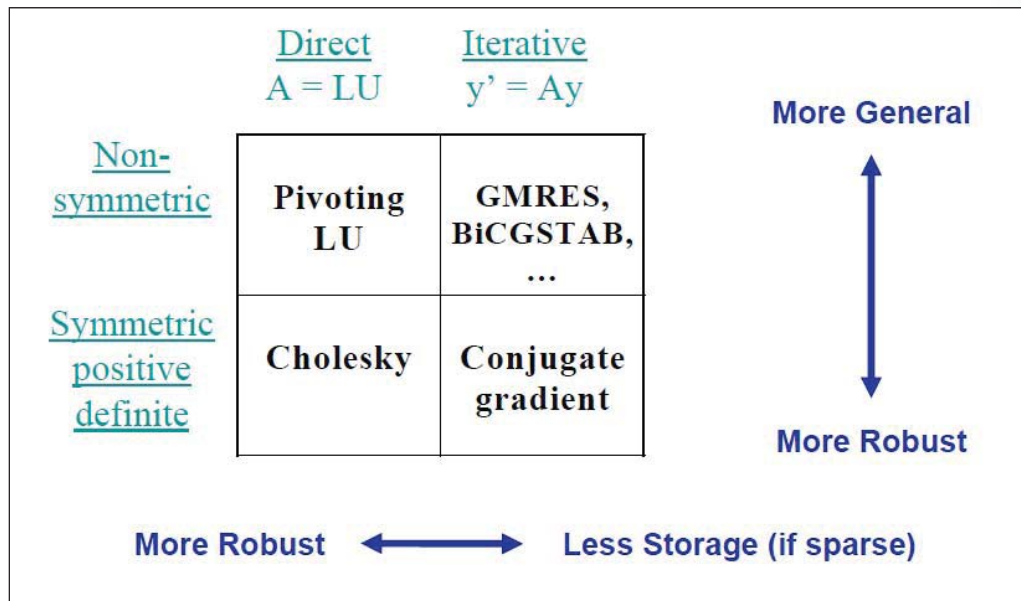 Direct
A = LU
Iterative
y’ = Ay
More General
Non-
symmetric
Pivoting
LU
GMRES,
BiCGSTAB,
...
Symmetric
positive
definite
Cholesky
Conjugate
gradient
More Robust
More Robust
Less Storage (if sparse)